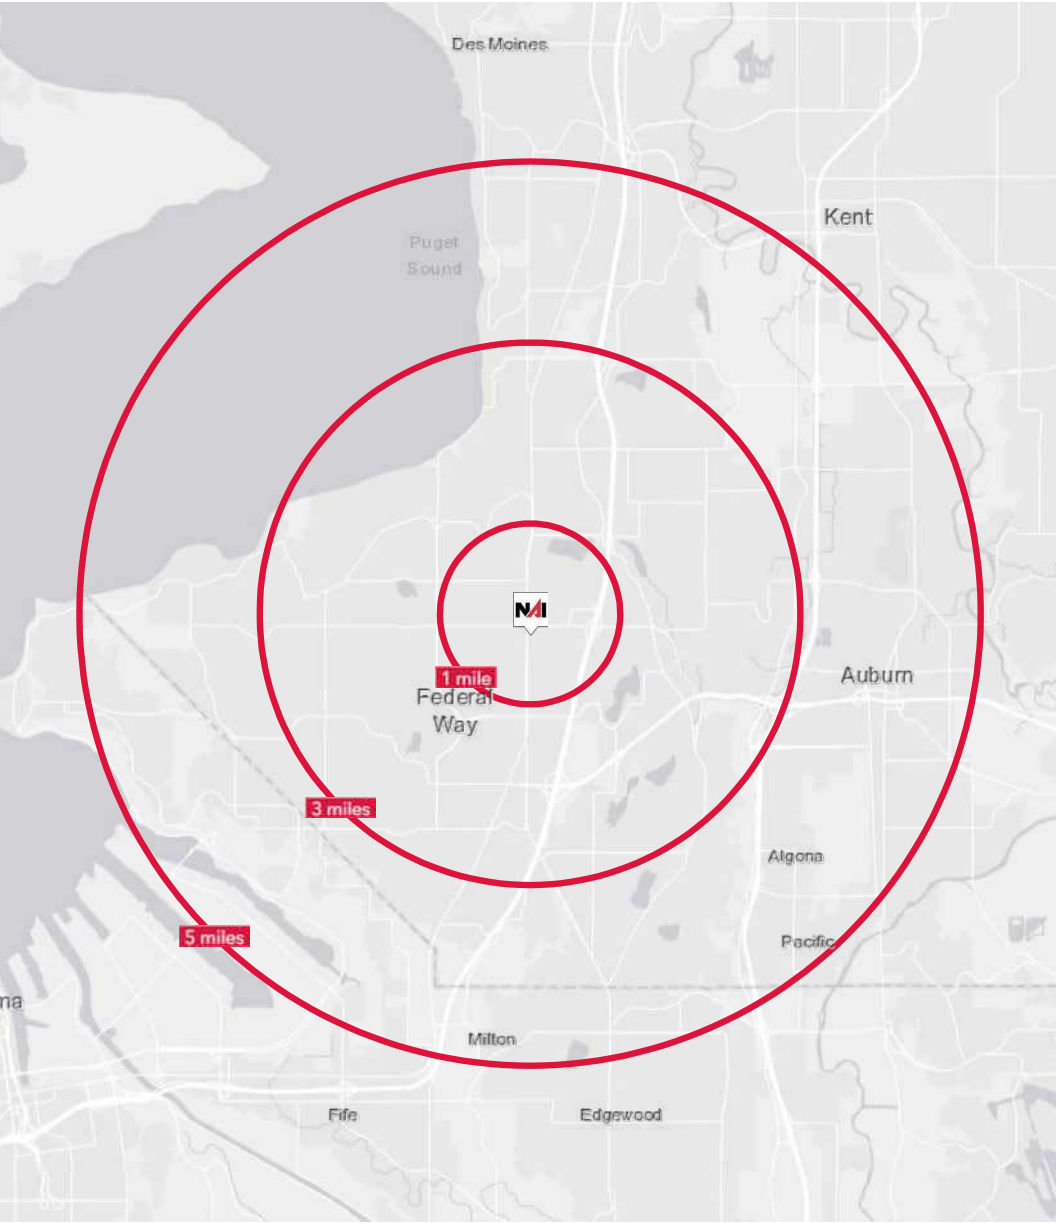 Des Moines
Kent
Puget
Sound
NAI
1 mile
Federal
Way
Auburn
3 miles
Algona
5 miles
Pacific
ma
Milton
Fife
Edgewood